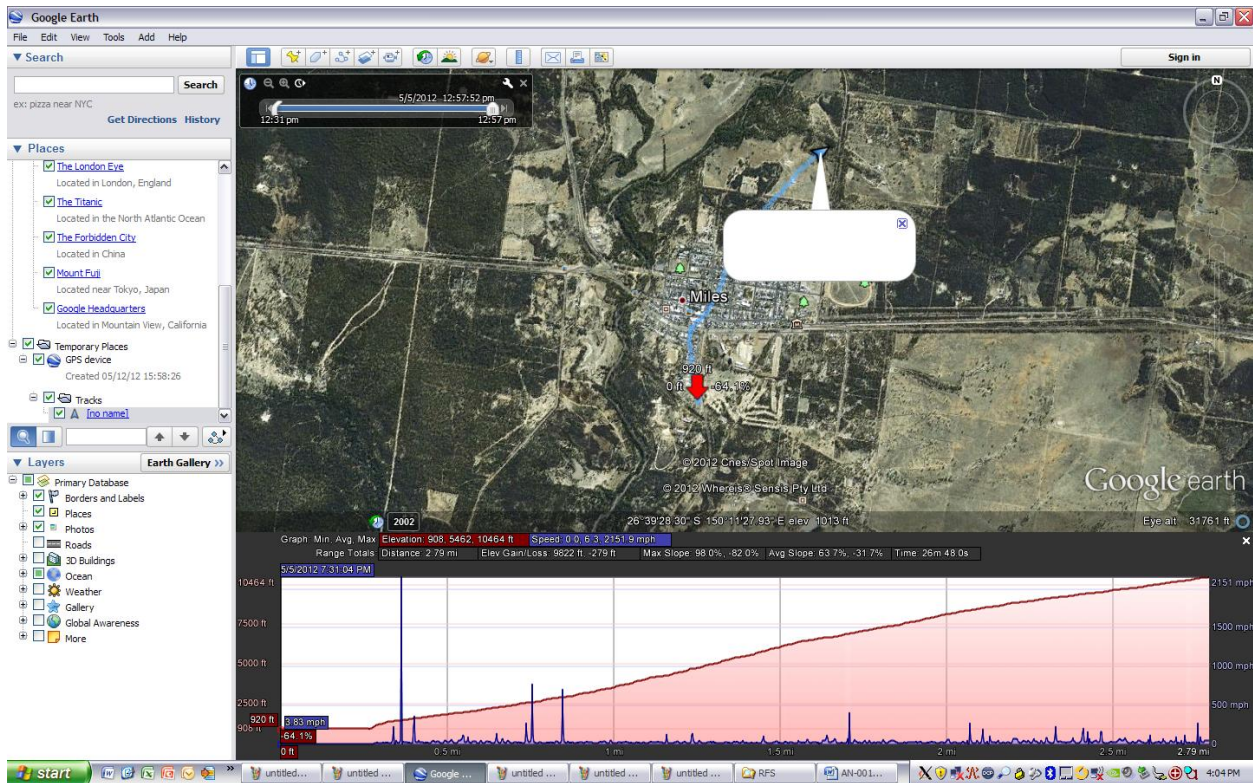 Google Earth
File Edit View Tools Add Help
Search
Sign in
Search
ex: pizza near NYC
Get Directions History
Places
The London Eye
Located in London, England
The Titanic
Located in the North Atlantic Ocean
The Forbidden City
Located in China
Mount Fuji
Located near Tokyo, Japan
Google Headquarters
Located in Mountain View, California
Temporary Places
GPS device
Created 05/12/12 15:58:26
Tracks
[no name]
Layers
Earth Gallery >>
Primary Database
Borders and Labels
Places
Photos
Roads
3D Buildings
Ocean
Weather
Gallery
Global Awareness
More
5/5/2012 12:57:52 pm
12:31 pm 12:57 pm
N
Miles
920 ft
0 ft -64.1%
© 2012 Cnes/Spot Image
© 2012 Whereis® Sensis Pty Ltd
Google earth
2002
26°39'28.30" S 150°11'27.93" E elev 1013 ft
Eye alt 31761 ft
Graph: Min, Avg, Max Elevation: 908, 5462, 10464 ft Speed: 0.0, 6.3, 2151.9 mph
Range Totals: Distance: 2.79 mi Elev Gain/Loss: 9822 ft, -279 ft Max Slope: 98.0%, -82.0% Avg Slope: 63.7%, -31.7% Time: 26m 48.0s
5/5/2012 7:31:04 PM
10464 ft
7500 ft
5000 ft
2500 ft
920 ft
908 ft
3.83 mph
-64.1%
2151 mph
1500 mph
1000 mph
500 mph
0
0 ft 0.5 mi 1 mi 1.5 mi 2 mi 2.5 mi 2.79 mi
start untitled... untitled ... Google ... untitled ... untitled ... untitled ... RFS AN-001... 4:04 PM